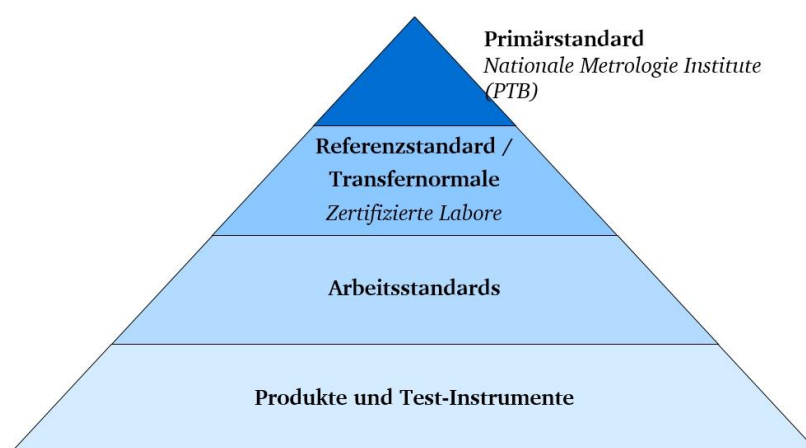 Primärstandard
Nationale Metrologie Institute
(PTB)
Referenzstandard /
Transfernormale
Zertifizierte Labore
Arbeitsstandards
Produkte und Test-Instrumente